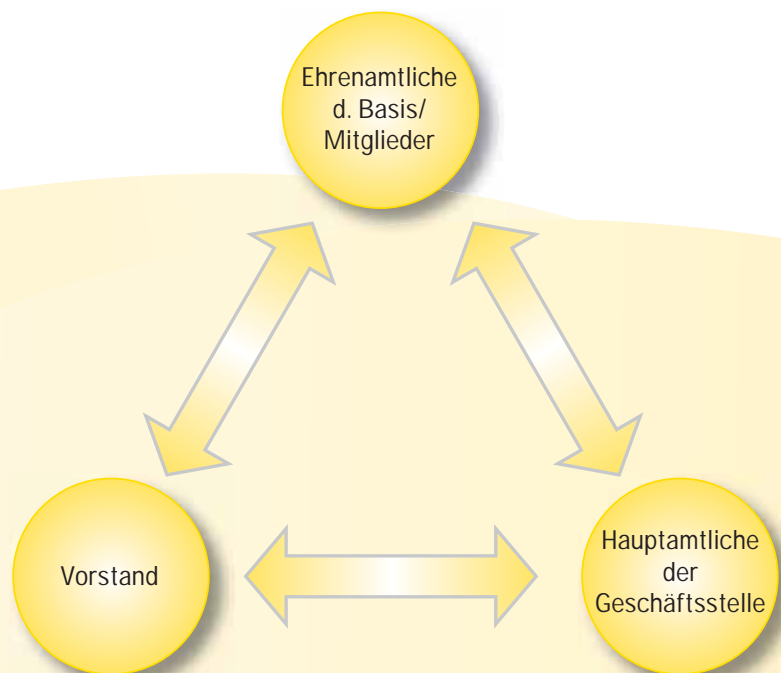 Ehrenamtliche
d. Basis/
Mitglieder
Vorstand
Hauptamtliche
der
Geschäftsstelle